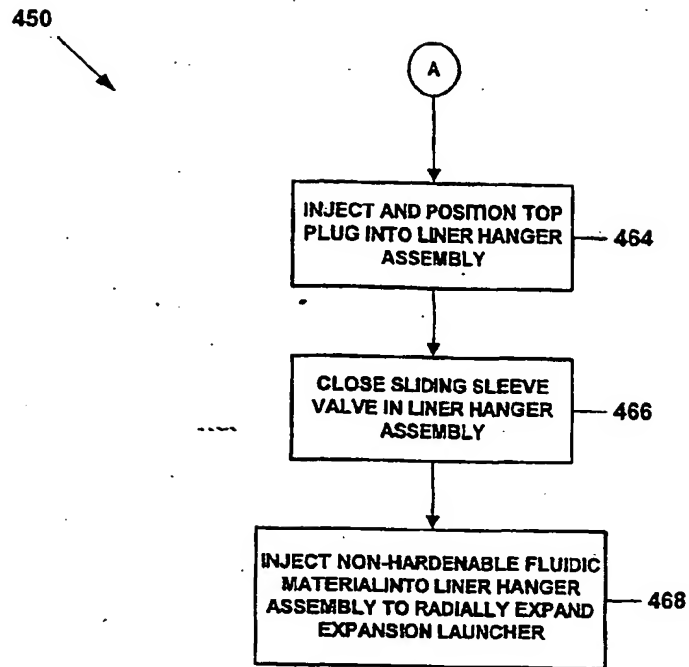 450
A
INJECT AND POSITION TOP
PLUG INTO LINER HANGER
ASSEMBLY
464
CLOSE SLIDING SLEEVE
VALVE IN LINER HANGER
ASSEMBLY
466
INJECT NON-HARDENABLE FLUIDIC
MATERIALINTO LINER HANGER
ASSEMBLY TO RADIALLY EXPAND
EXPANSION LAUNCHER
468